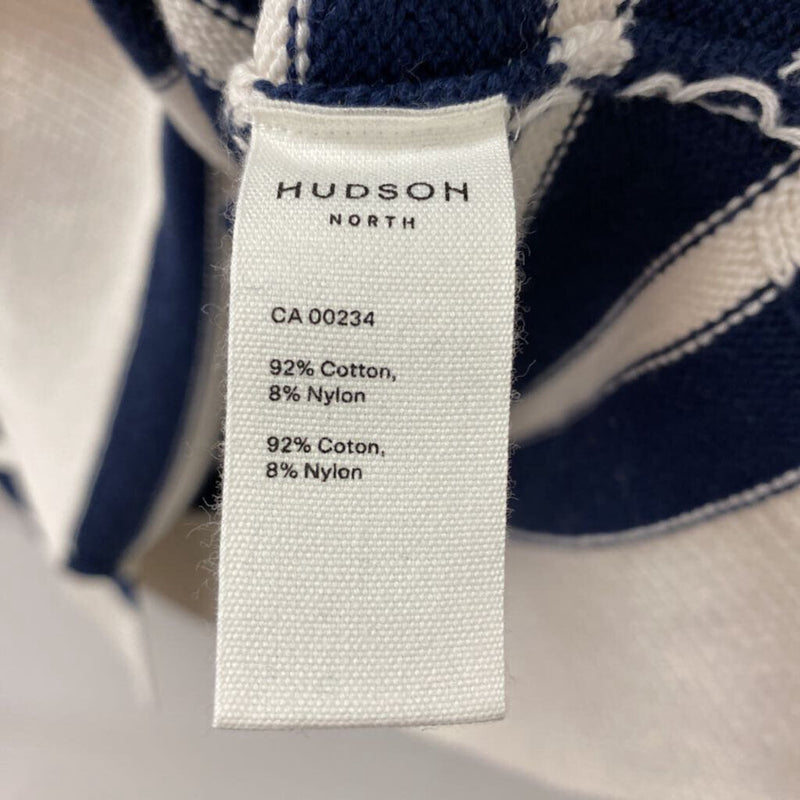 HUDSON
NORTH
CA 00234
92% Cotton,
8% Nylon
92% Coton,
8% Nylon